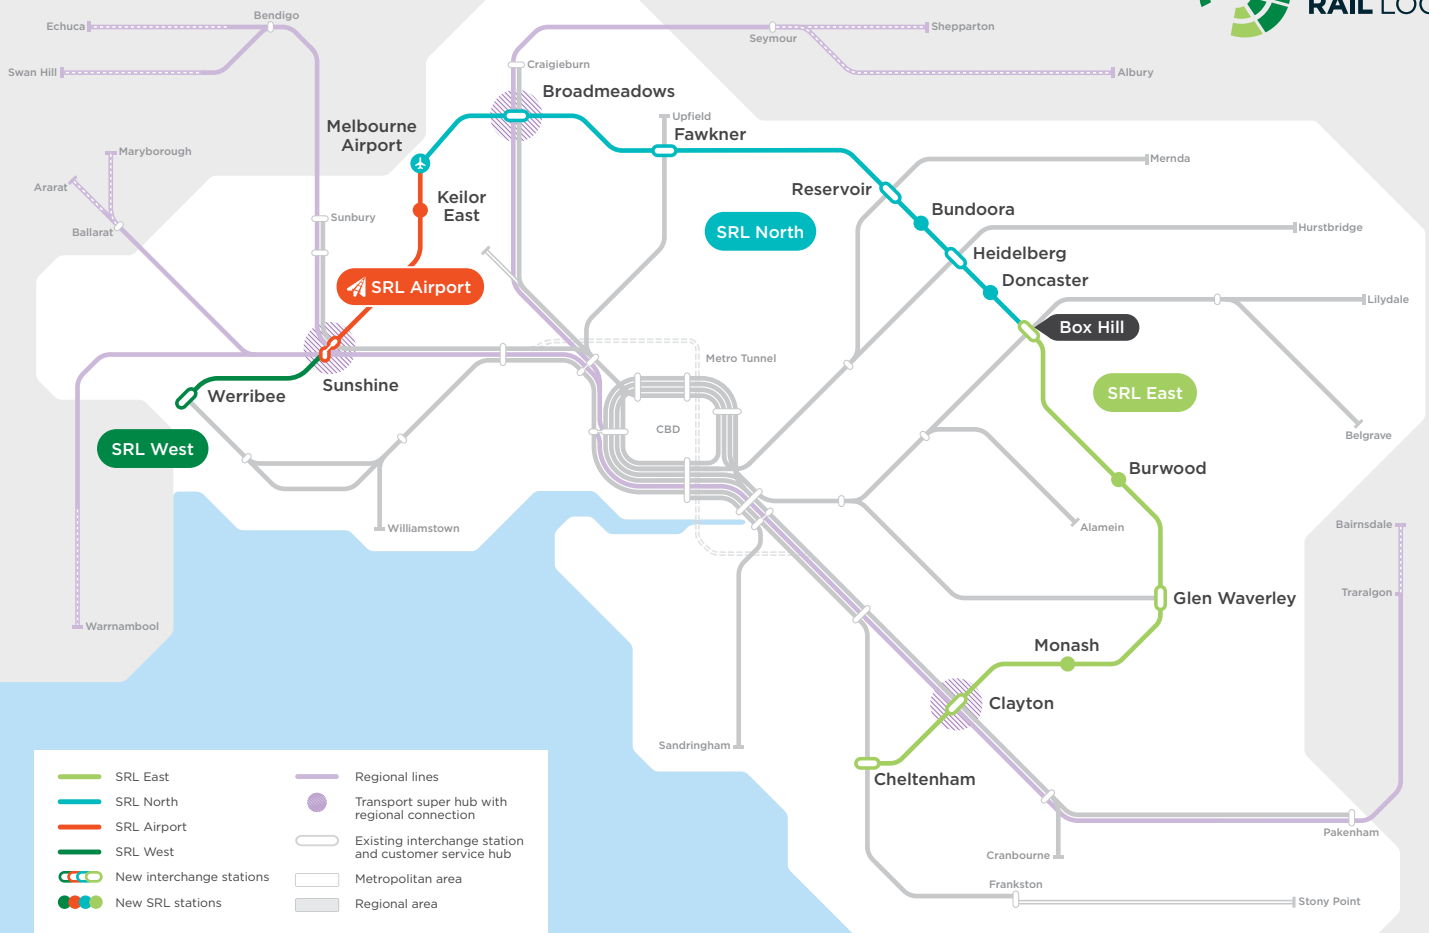 RAIL LOO
Bendigo
Echuca
Shepparton
Seymour
Swan Hill
Craigieburn
Albury
Broadmeadows
Melbourne
Airport
Upfield
Fawkner
Maryborough
Mernda
Ararat
Reservoir
Keilor
East
Bundoora
Sunbury
Ballarat
SRL North
Hurstbridge
Heidelberg
Doncaster
SRL Airport
Lilydale
Box Hill
Metro Tunnel
Sunshine
Werribee
SRL East
CBD
Belgrave
SRL West
Burwood
Williamstown
Alamein
Bairnsdale
Traralgon
Glen Waverley
Warrnambool
Monash
Clayton
Sandringham
Cheltenham
Pakenham
Cranbourne
Frankston
Stony Point
SRL East
SRL North
SRL Airport
SRL West
New interchange stations
New SRL stations
Regional lines
Transport super hub with
regional connection
Existing interchange station
and customer service hub
Metropolitan area
Regional area